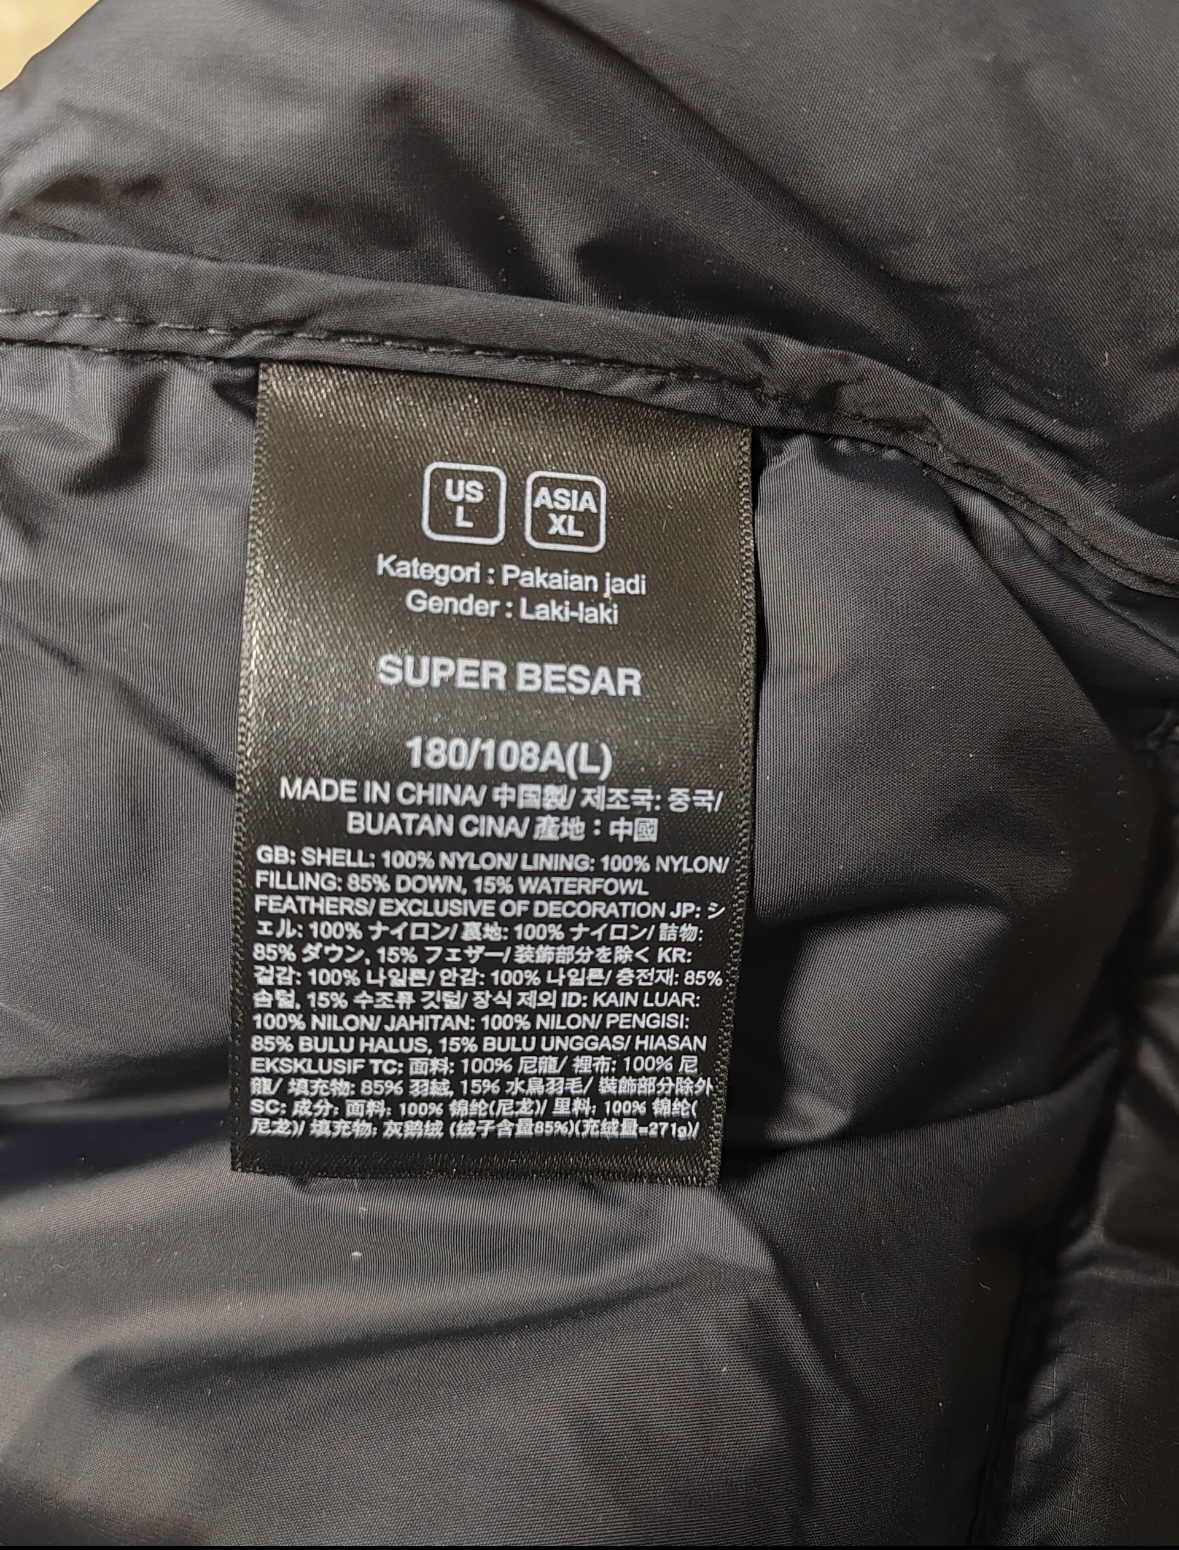 US
L
ASIA
XL
Kategori : Pakaian jadi
Gender : Laki-laki
SUPER BESAR
180/108A(L)
MADE IN CHINA/ 中国製/ 제조국: 중국/
BUATAN CINA/ 產地：中國
GB: SHELL: 100% NYLON/ LINING: 100% NYLON/
FILLING: 85% DOWN, 15% WATERFOWL
FEATHERS/ EXCLUSIVE OF DECORATION JP: シ
ェル: 100% ナイロン/ 裏地: 100% ナイロン/ 詰物:
85% ダウン, 15% フェザー/ 装飾部分を除く KR:
겉감: 100% 나일론/ 안감: 100% 나일론/ 충전재: 85%
솜털, 15% 수조류 깃털/ 장식 제외 ID: KAIN LUAR:
100% NILON/ JAHITAN: 100% NILON/ PENGISI:
85% BULU HALUS, 15% BULU UNGGAS/ HIASAN
EKSKLUSIF TC: 面料: 100% 尼龍/ 裡布: 100% 尼
龍/ 填充物: 85% 羽絨, 15% 水鳥羽毛/ 裝飾部分除外
SC: 成分: 面料: 100% 锦纶(尼龙)/ 里料: 100% 锦纶(
尼龙)/ 填充物: 灰鹅绒 (绒子含量85%)(充绒量=271g)/